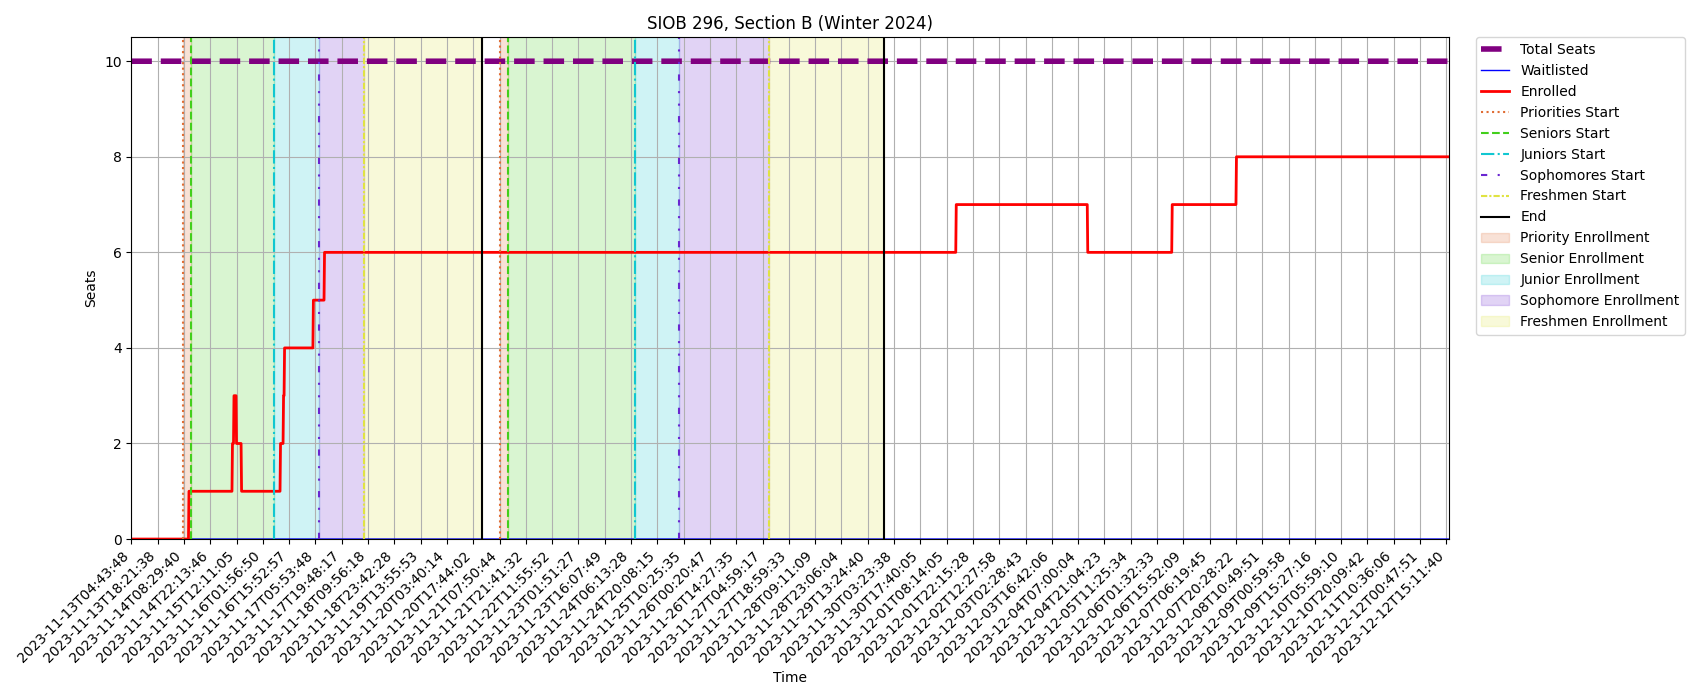 SIOB 296, Section B (Winter 2024)
10
8
6
4
2
0
Seats
2023-11-13T04:43:48
2023-11-13T18:21:38
2023-11-14T08:29:40
2023-11-14T22:13:46
2023-11-15T12:11:05
2023-11-16T01:56:50
2023-11-16T15:52:57
2023-11-17T05:53:48
2023-11-17T19:48:17
2023-11-18T09:56:18
2023-11-18T23:42:28
2023-11-19T13:55:53
2023-11-20T03:40:14
2023-11-20T17:44:02
2023-11-21T07:50:44
2023-11-21T21:41:32
2023-11-22T11:55:52
2023-11-23T01:51:27
2023-11-23T16:07:49
2023-11-24T06:13:28
2023-11-24T20:08:15
2023-11-25T10:25:35
2023-11-26T00:20:47
2023-11-26T14:27:35
2023-11-27T04:59:17
2023-11-27T18:59:33
2023-11-28T09:11:09
2023-11-28T23:06:04
2023-11-29T13:24:40
2023-11-30T03:23:38
2023-11-30T17:40:05
2023-12-01T08:14:05
2023-12-01T22:15:28
2023-12-02T12:27:58
2023-12-03T02:28:43
2023-12-03T16:42:06
2023-12-04T07:00:04
2023-12-04T21:04:23
2023-12-05T11:25:34
2023-12-06T01:32:33
2023-12-06T15:52:09
2023-12-07T06:19:45
2023-12-07T20:28:22
2023-12-08T10:49:51
2023-12-09T00:59:58
2023-12-09T15:27:16
2023-12-10T05:59:10
2023-12-10T20:09:42
2023-12-11T10:36:06
2023-12-12T00:47:51
2023-12-12T15:11:40
Time
Total Seats
Waitlisted
Enrolled
Priorities Start
Seniors Start
Juniors Start
Sophomores Start
Freshmen Start
End
Priority Enrollment
Senior Enrollment
Junior Enrollment
Sophomore Enrollment
Freshmen Enrollment